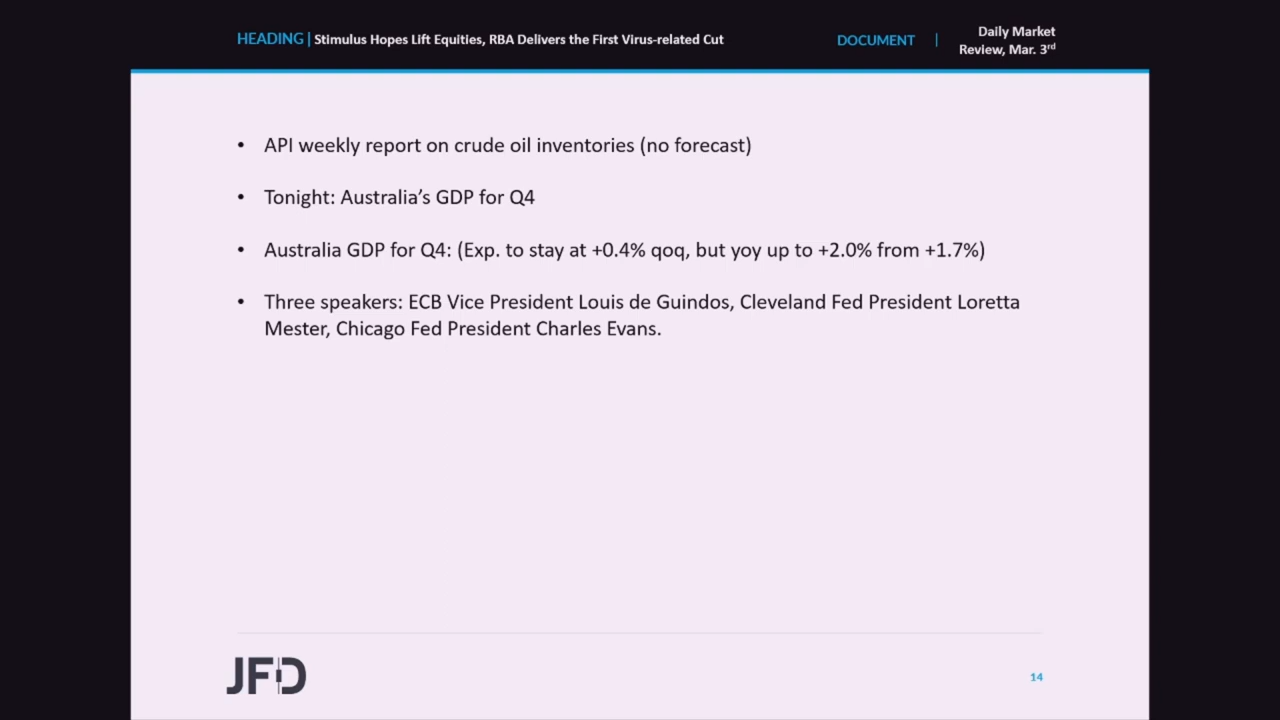 HEADING | Stimulus Hopes Lift Equities, RBA Delivers the First Virus-related Cut
DOCUMENT |
Daily Market
Review, Mar. 3rd
• API weekly report on crude oil inventories (no forecast)
• Tonight: Australia’s GDP for Q4
• Australia GDP for Q4: (Exp. to stay at +0.4% qoq, but yoy up to +2.0% from +1.7%)
• Three speakers: ECB Vice President Louis de Guindos, Cleveland Fed President Loretta
Mester, Chicago Fed President Charles Evans.
JFD
14